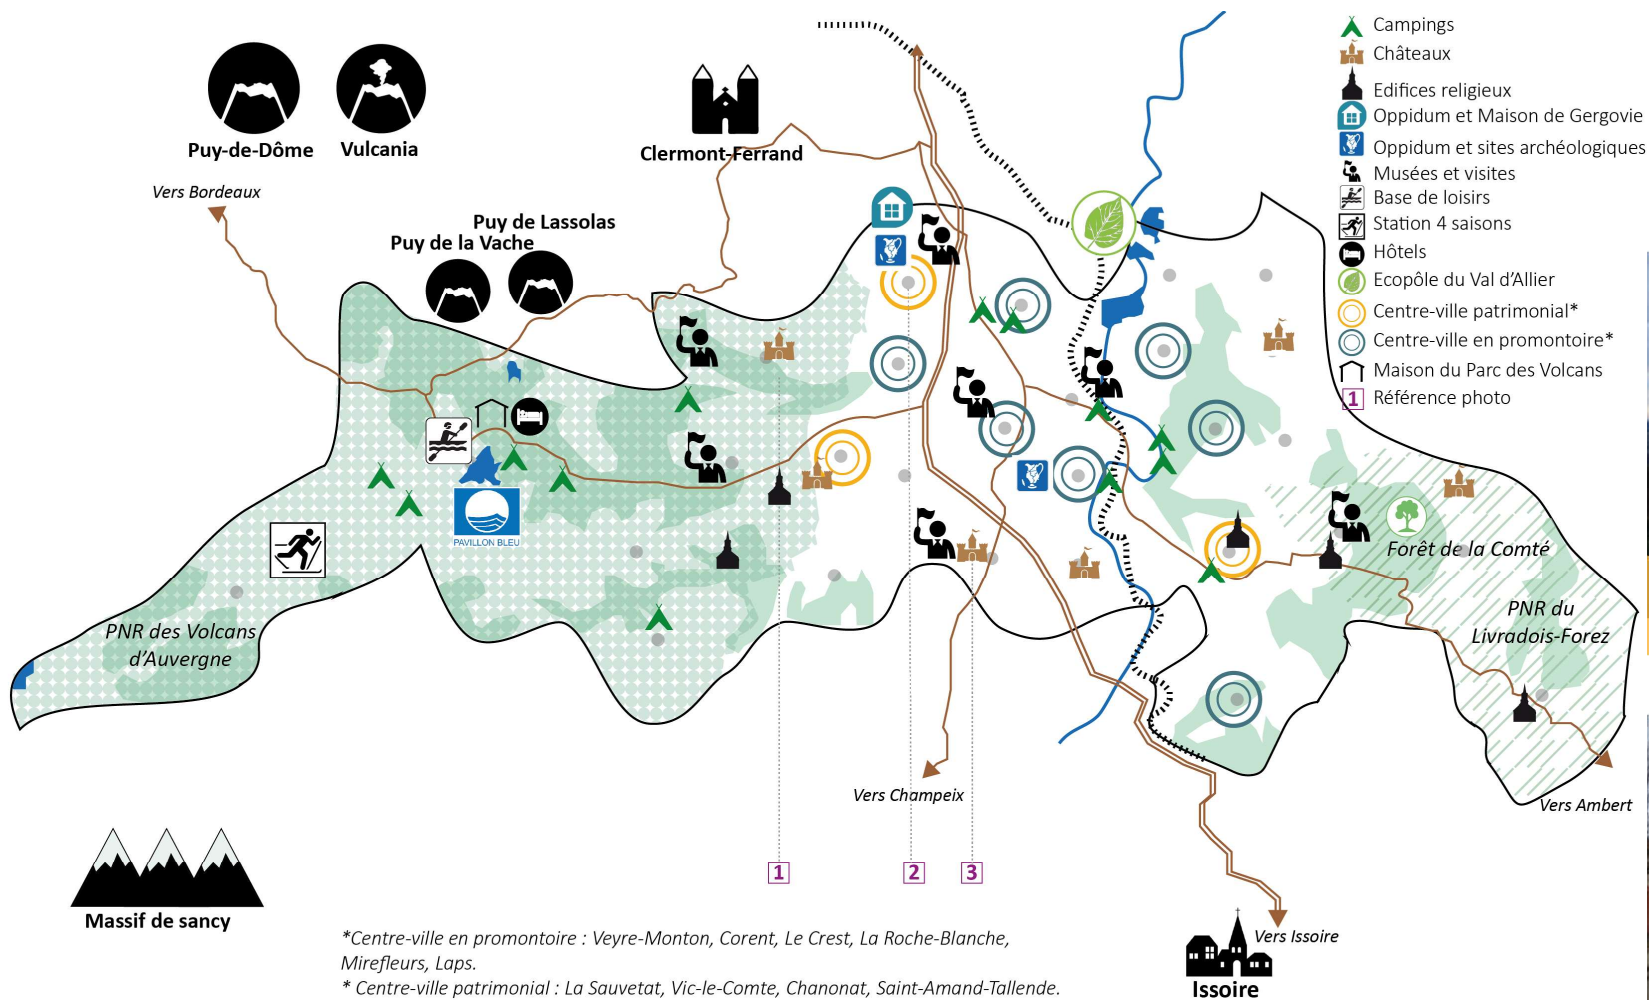 Campings
Châteaux
Edifices religieux
Oppidum et Maison de Gergovie
Oppidum et sites archéologiques
Musées et visites
Base de loisirs
Station 4 saisons
Hôtels
Ecopôle du Val d'Allier
Centre-ville patrimonial*
Centre-ville en promontoire*
Maison du Parc des Volcans
1 Référence photo
Puy-de-Dôme
Vulcania
Clermont-Ferrand
Vers Bordeaux
Puy de Lassolas
Puy de la Vache
PAVILLON BLEU
Forêt de la Comté
PNR des Volcans
d'Auvergne
PNR du
Livradois-Forez
Vers Champeix
Vers Ambert
1
2
3
Massif de sancy
Vers Issoire
Issoire
*Centre-ville en promontoire : Veyre-Monton, Corent, Le Crest, La Roche-Blanche,
Mirefleurs, Laps.
* Centre-ville patrimonial : La Sauvetat, Vic-le-Comte, Chanonat, Saint-Amand-Tallende.